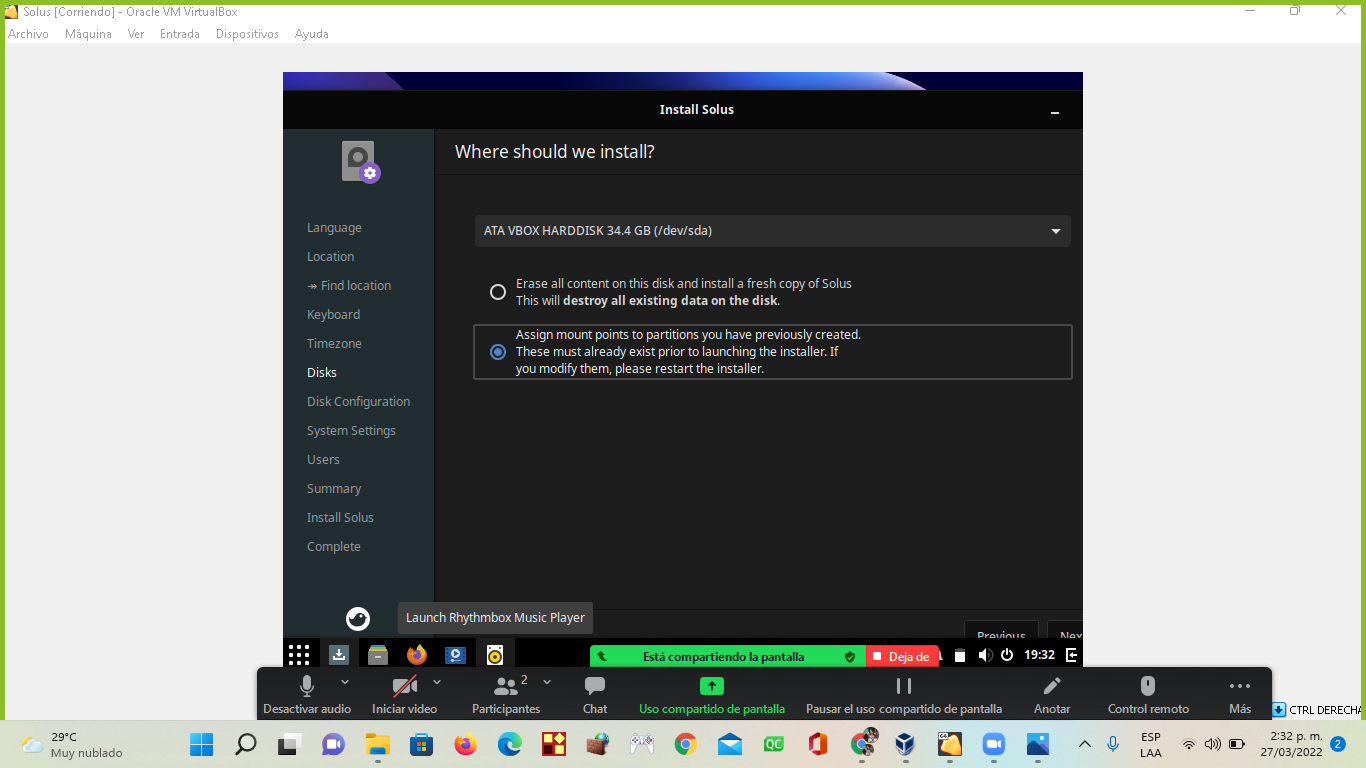 Solus [Corriendo] - Oracle VM VirtualBox
Archivo Máquina Ver Entrada Dispositivos Ayuda
Install Solus
Where should we install?
Language
Location
↠ Find location
Keyboard
Timezone
Disks
Disk Configuration
System Settings
Users
Summary
Install Solus
Complete
ATA VBOX HARDDISK 34.4 GB (/dev/sda)
Erase all content on this disk and install a fresh copy of Solus
This will destroy all existing data on the disk.
Assign mount points to partitions you have previously created.
These must already exist prior to launching the installer. If
you modify them, please restart the installer.
Launch Rhythmbox Music Player
Previous Nex
Está compartiendo la pantalla Deja de
19:32
2
Desactivar audio Iniciar video Participantes Chat Uso compartido de pantalla Pausar el uso compartido de pantalla Anotar Control remoto Más
CTRL DERECHA
29°C
Muy nublado
QC
G4
ESP
LAA
2:32 p. m.
27/03/2022
2